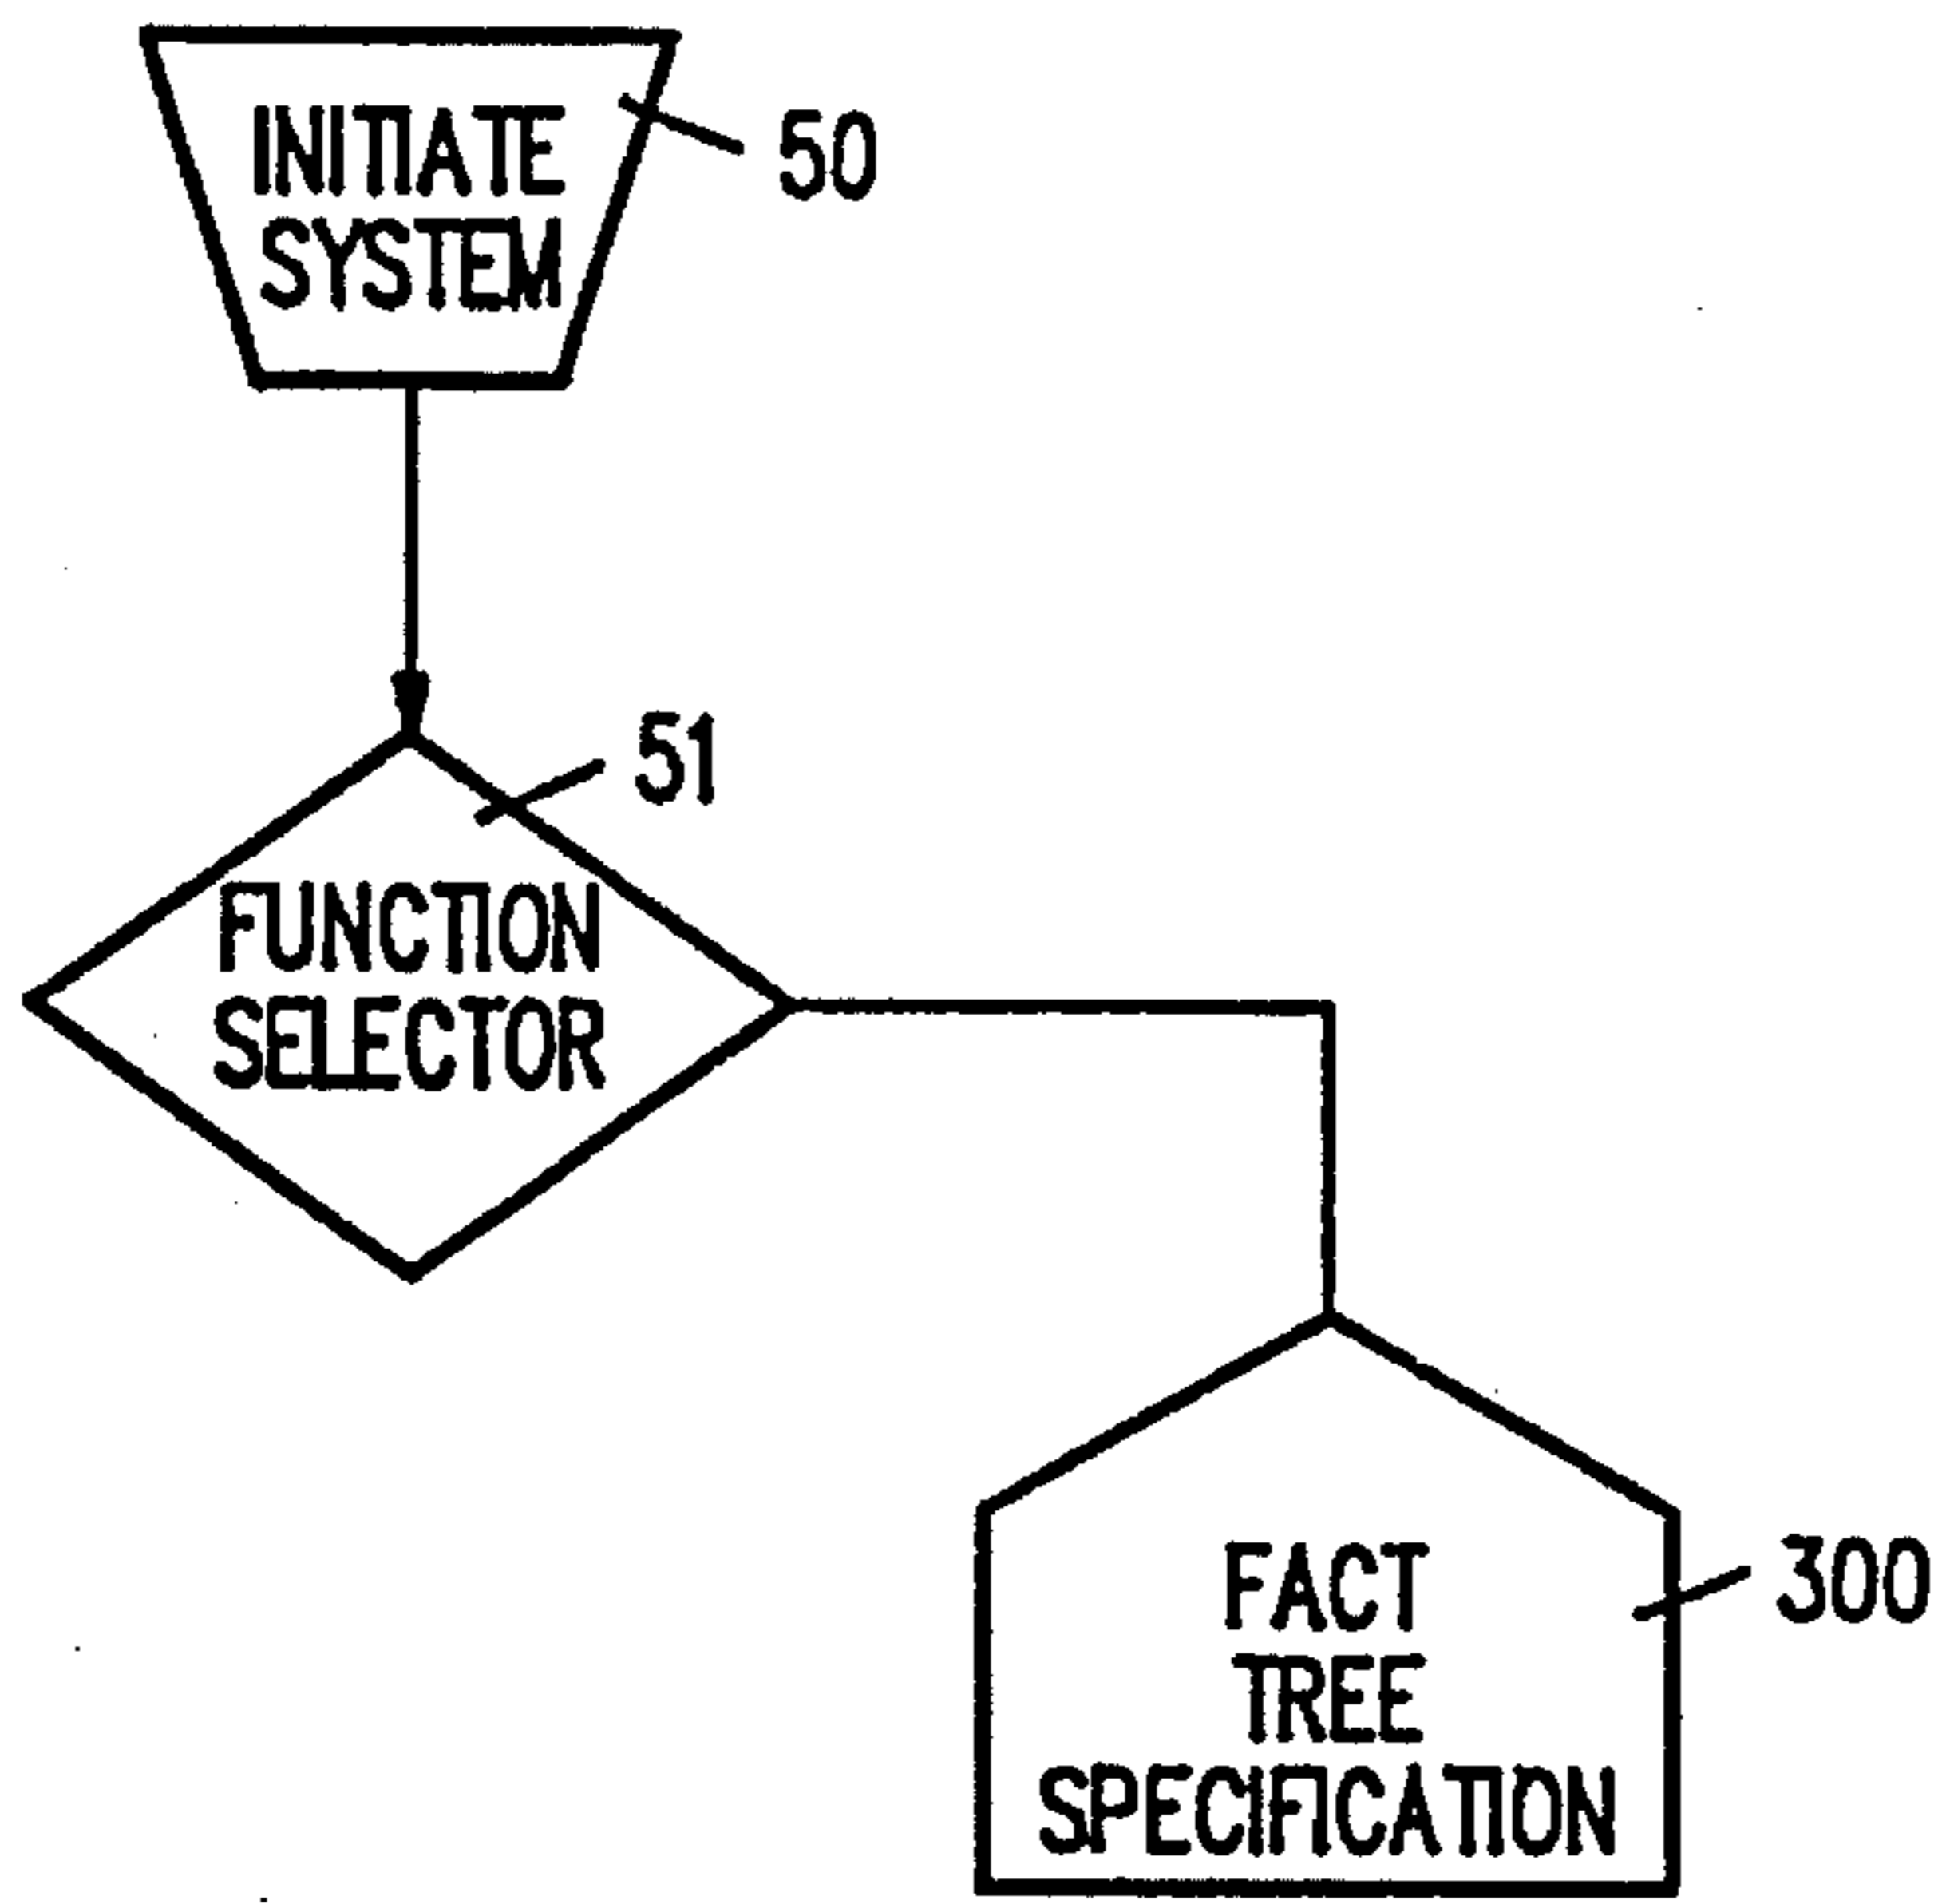 INITIATE
SYSTEM
50
51
FUNCTION
SELECTOR
FACT
TREE
SPECIFICATION
300